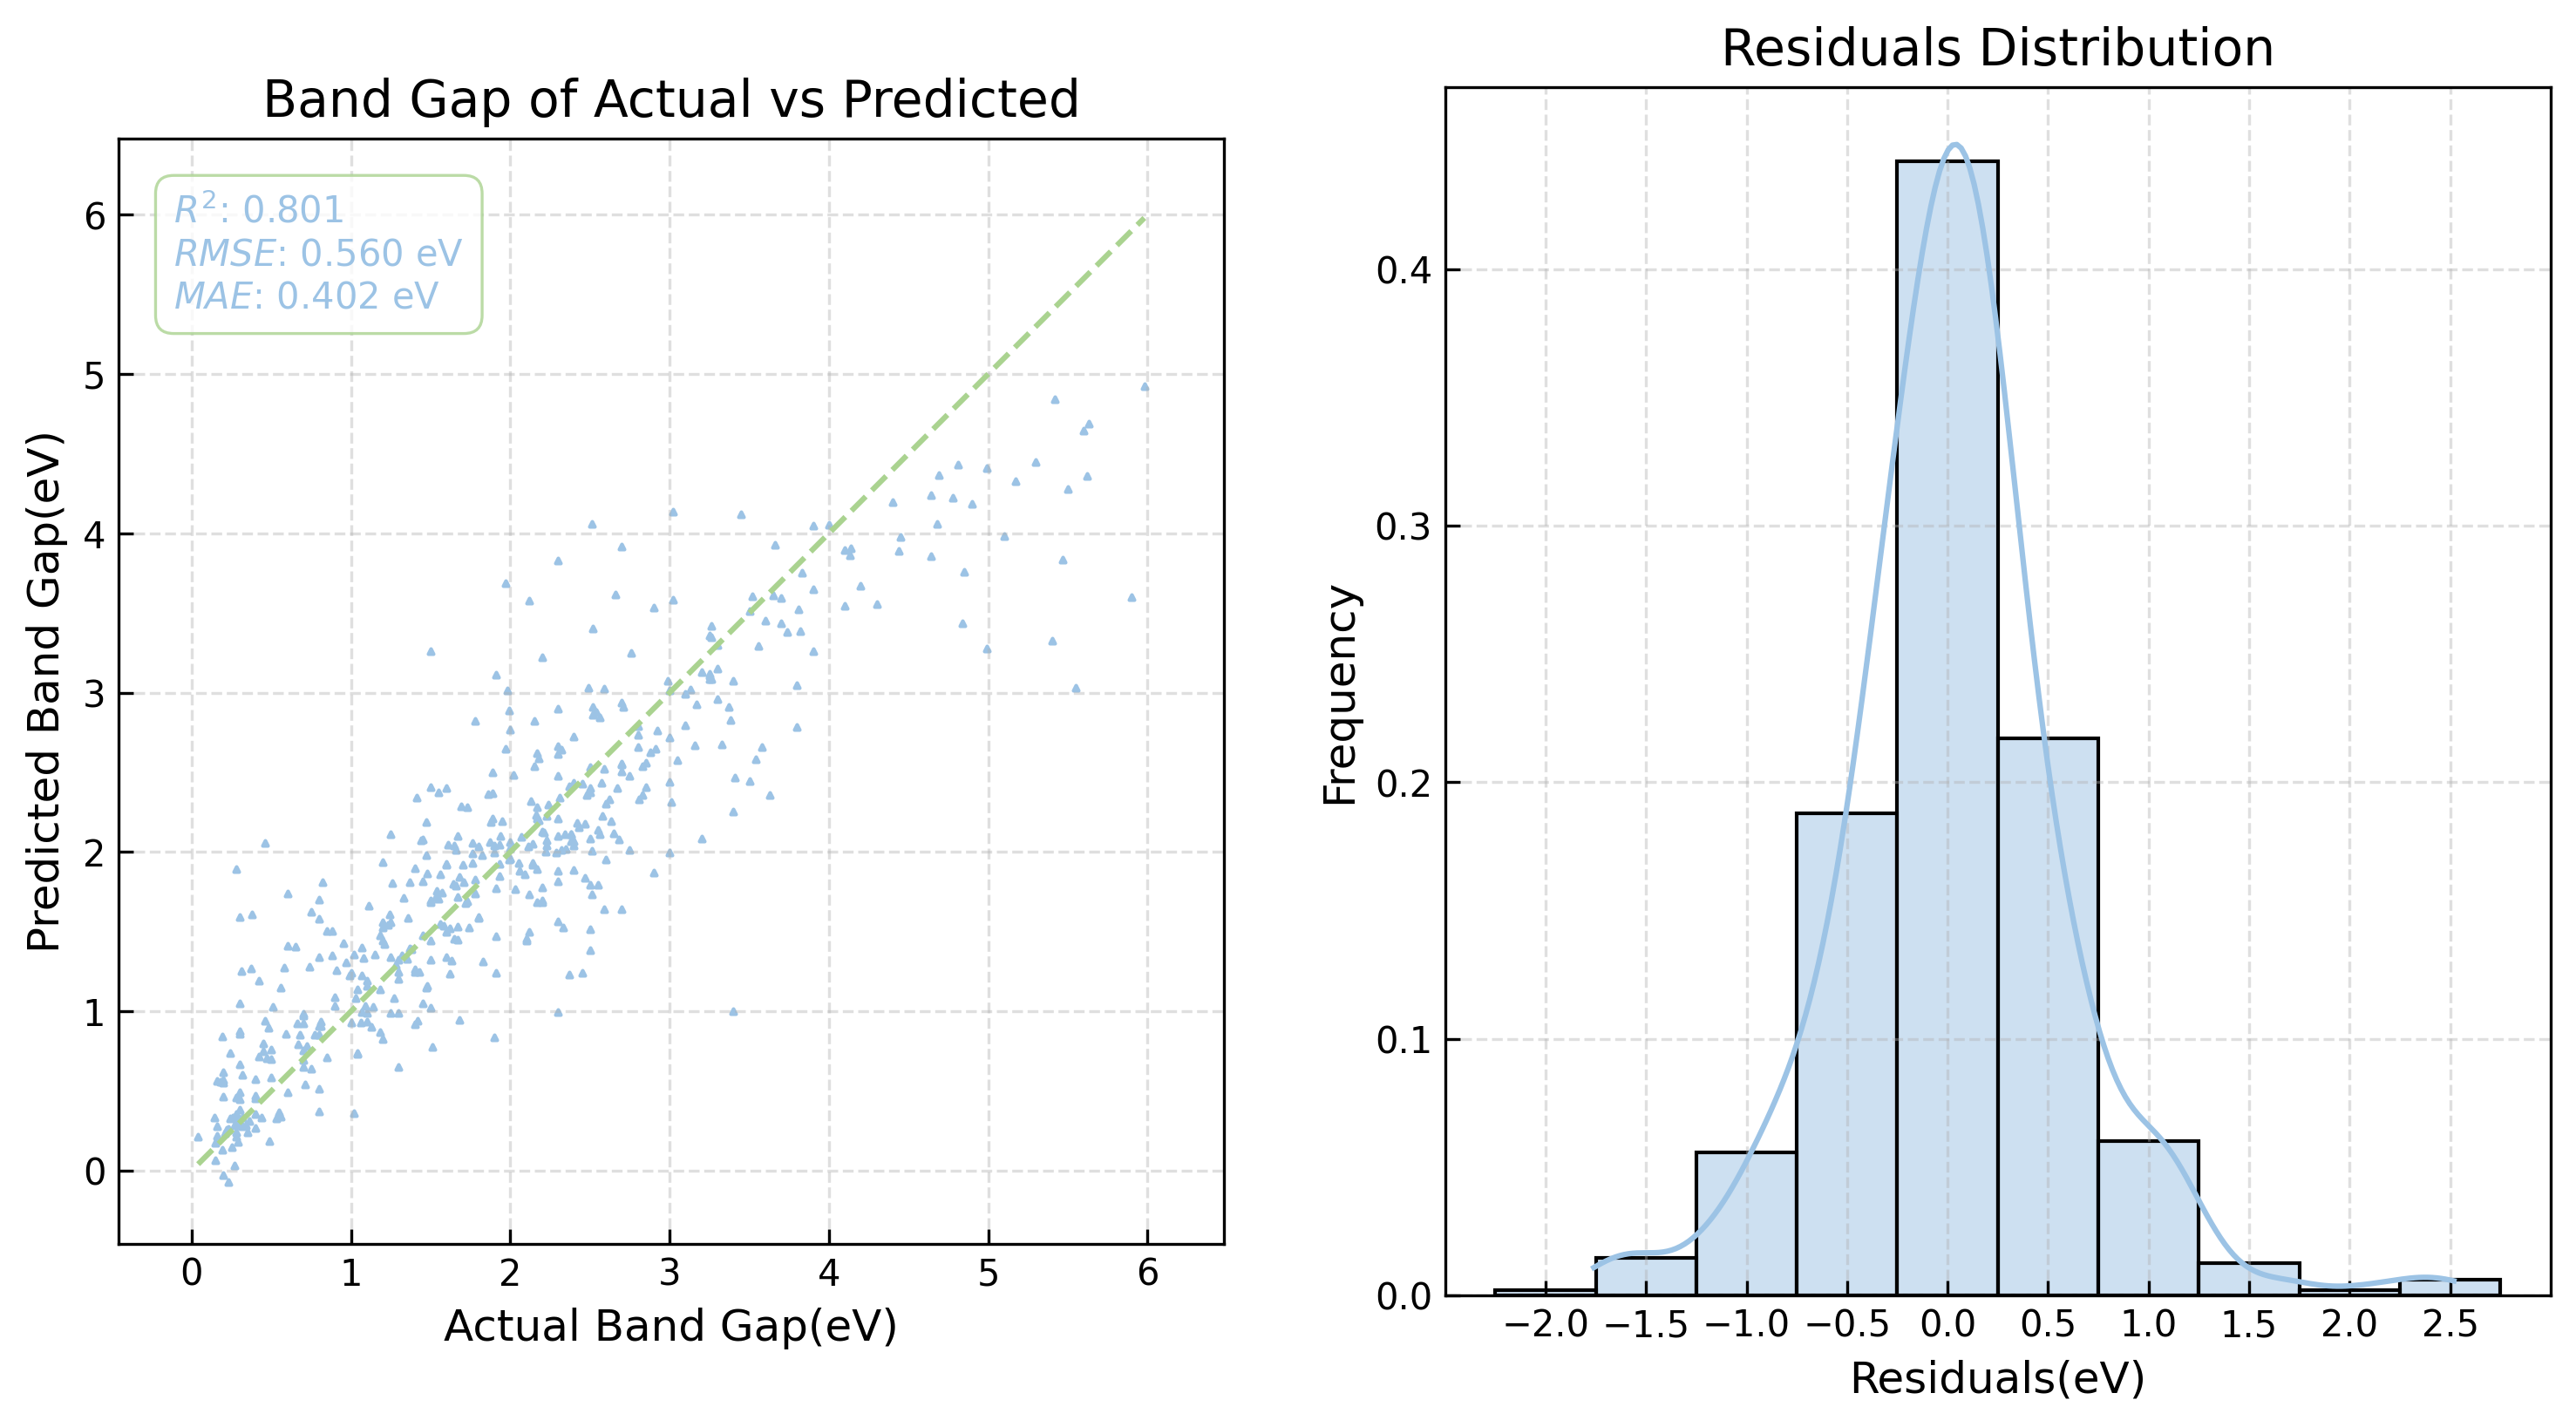 Band Gap of Actual vs Predicted
R²: 0.801
RMSE: 0.560 eV
MAE: 0.402 eV
6
5
4
3
2
1
0
Predicted Band Gap(eV)
0 1 2 3 4 5 6
Actual Band Gap(eV)
Residuals Distribution
0.4
0.3
0.2
0.1
0.0
Frequency
−2.0 −1.5 −1.0 −0.5 0.0 0.5 1.0 1.5 2.0 2.5
Residuals(eV)